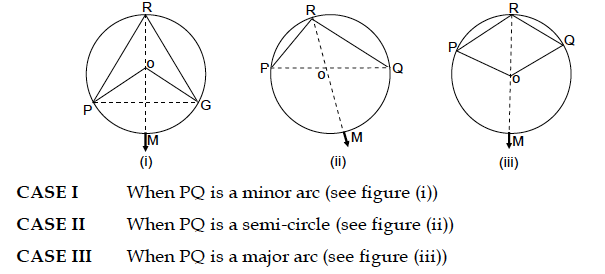 R R R
P O G P O Q P O Q
M M M
(i) (ii) (iii)
CASE I When PQ is a minor arc (see figure (i))
CASE II When PQ is a semi-circle (see figure (ii))
CASE III When PQ is a major arc (see figure (iii))